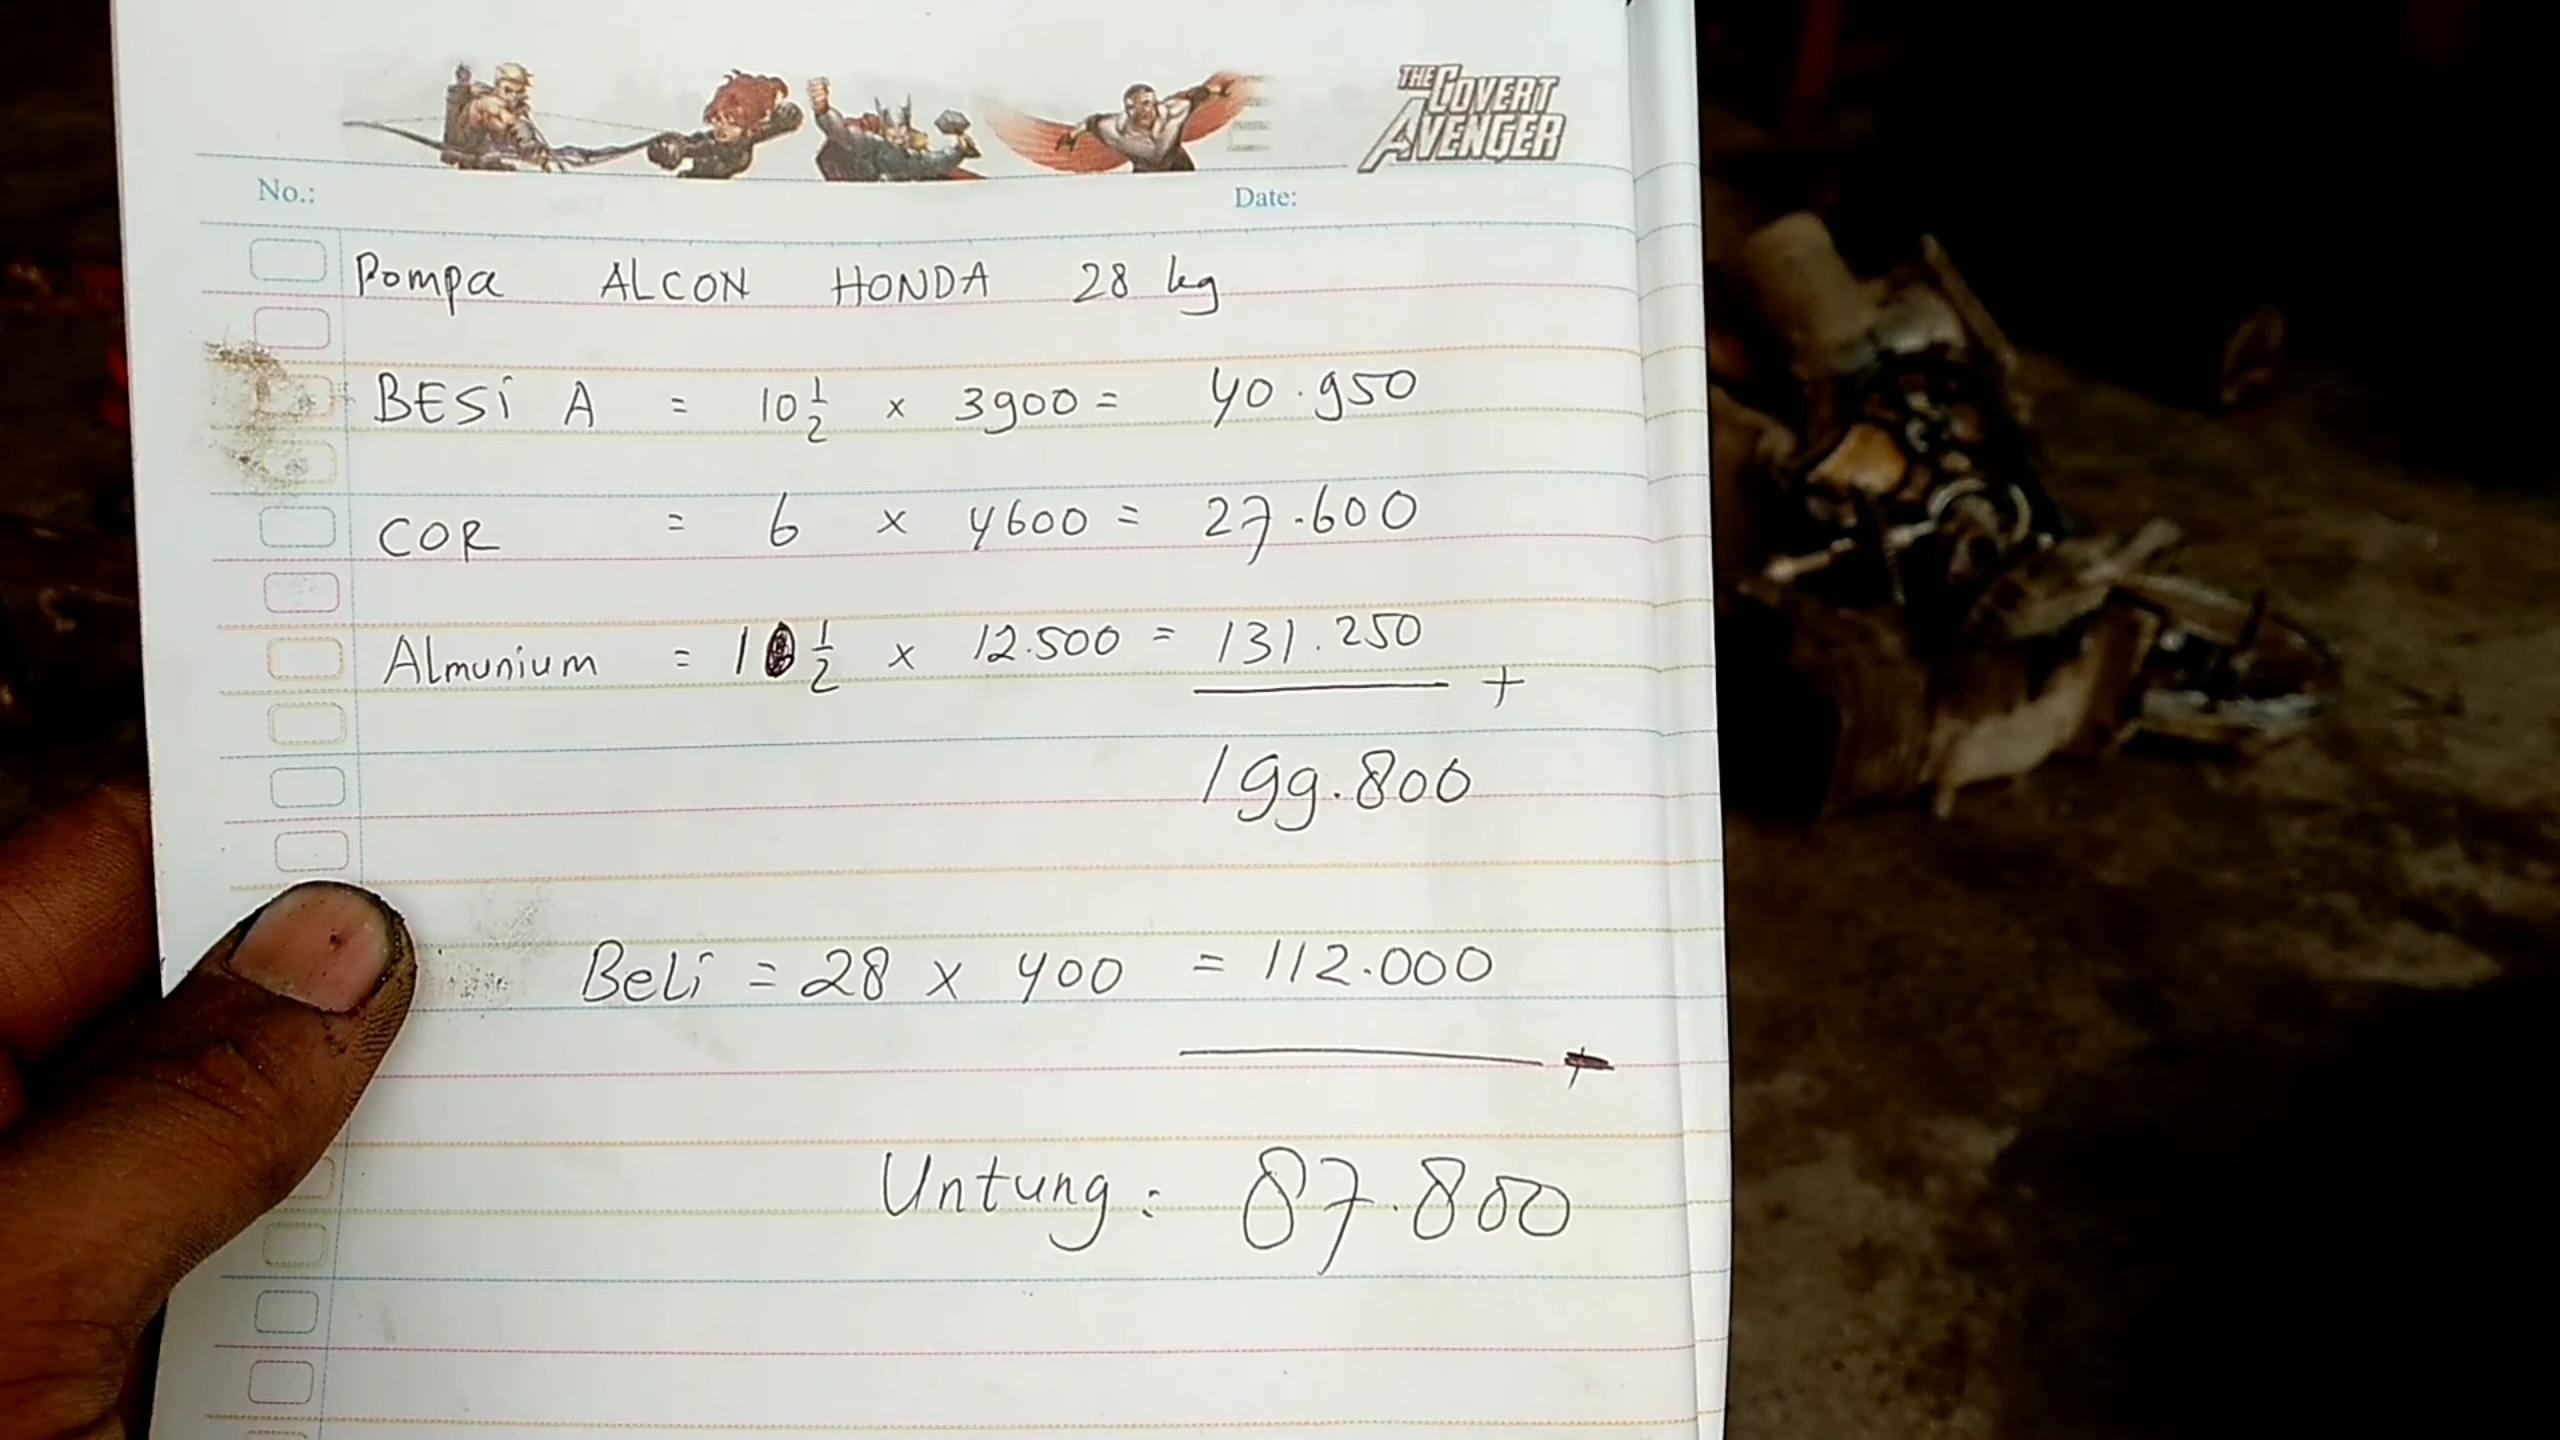 THE COVERT AVENGER
No.: Date:
Pompa ALCON HONDA 28 kg
BESi A = 10 1/2 x 3900 = 40.950
COR = 6 x 4600 = 27.600
Almunium = 10 1/2 x 12.500 = 131.250
+
199.800
Beli = 28 x 400 = 112.000
Untung : 87.800